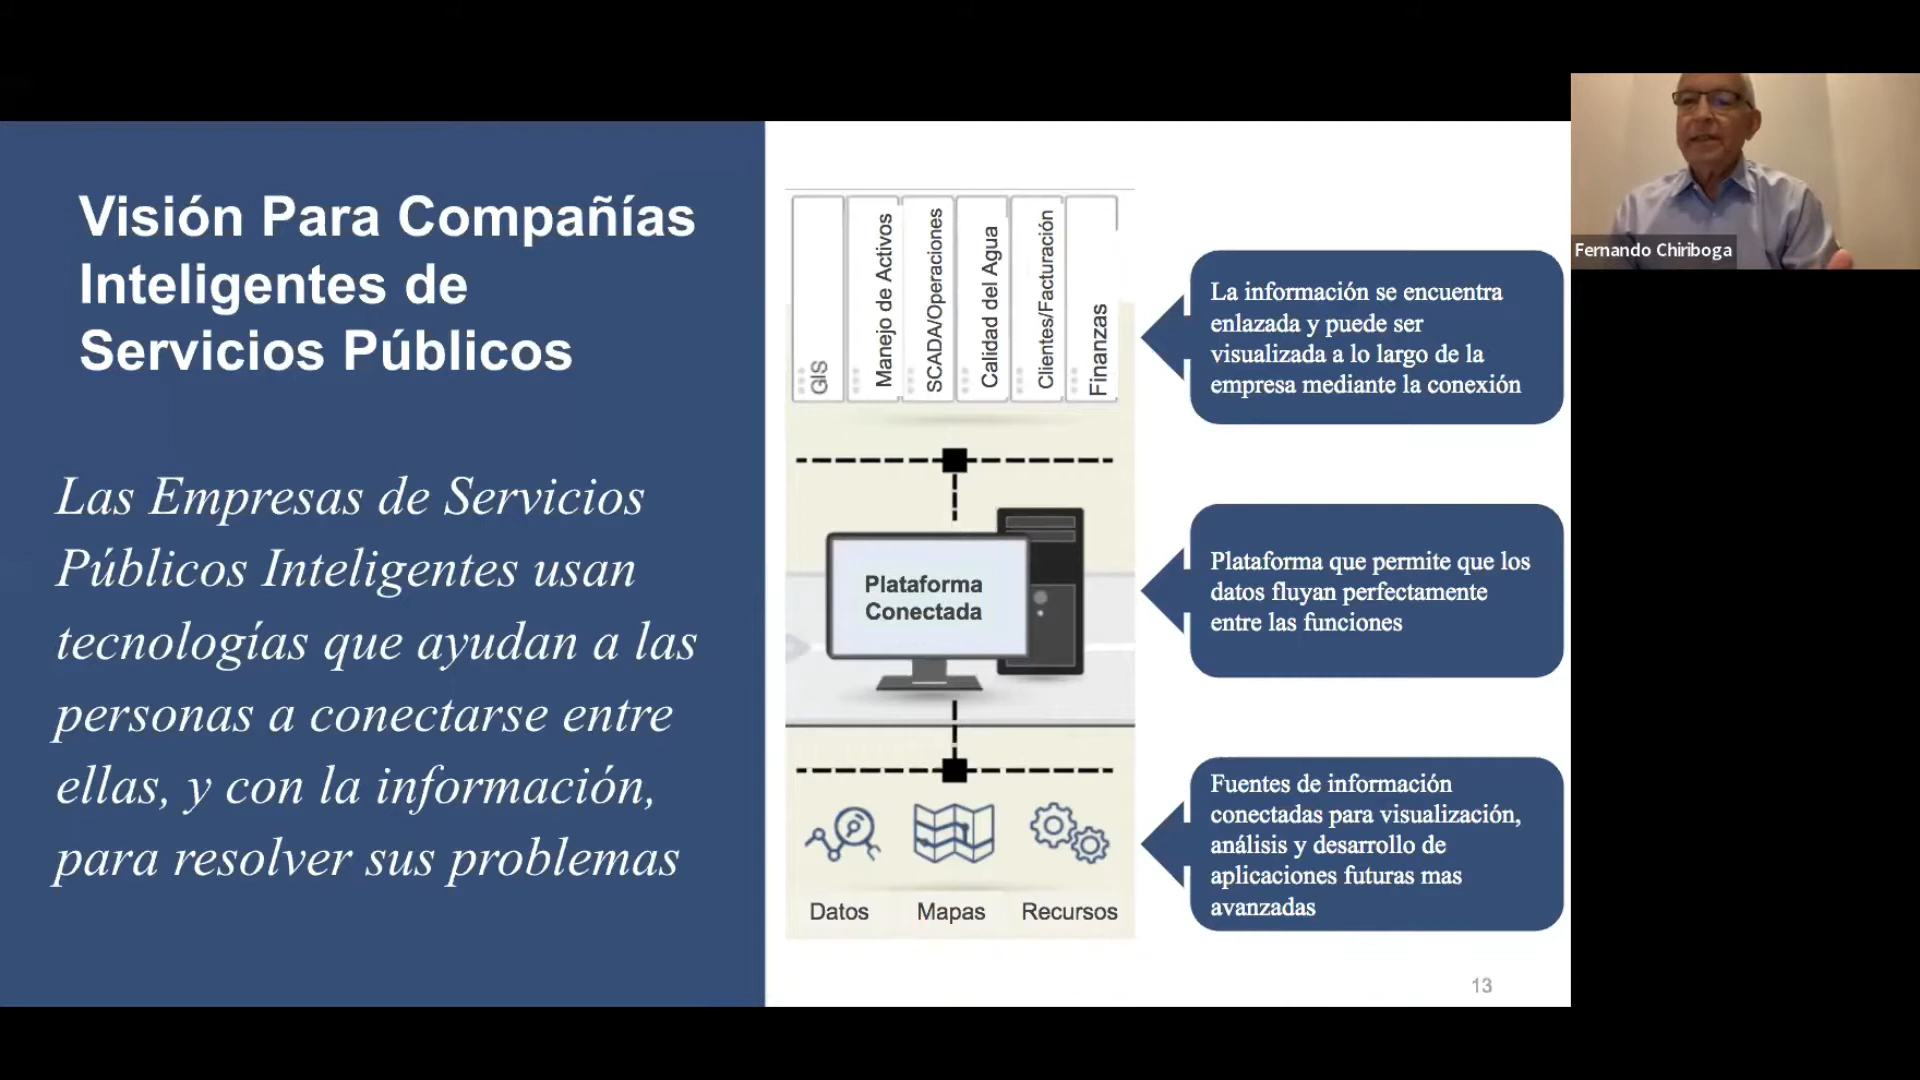 Visión Para Compañías
Inteligentes de
Servicios Públicos
Las Empresas de Servicios
Públicos Inteligentes usan
tecnologías que ayudan a las
personas a conectarse entre
ellas, y con la información,
para resolver sus problemas
GIS
Manejo de Activos
SCADA/Operaciones
Calidad del Agua
Clientes/Facturación
Finanzas
Plataforma
Conectada
Datos
Mapas
Recursos
La información se encuentra
enlazada y puede ser
visualizada a lo largo de la
empresa mediante la conexión
Plataforma que permite que los
datos fluyan perfectamente
entre las funciones
Fuentes de información
conectadas para visualización,
análisis y desarrollo de
aplicaciones futuras mas
avanzadas
13
Fernando Chiriboga